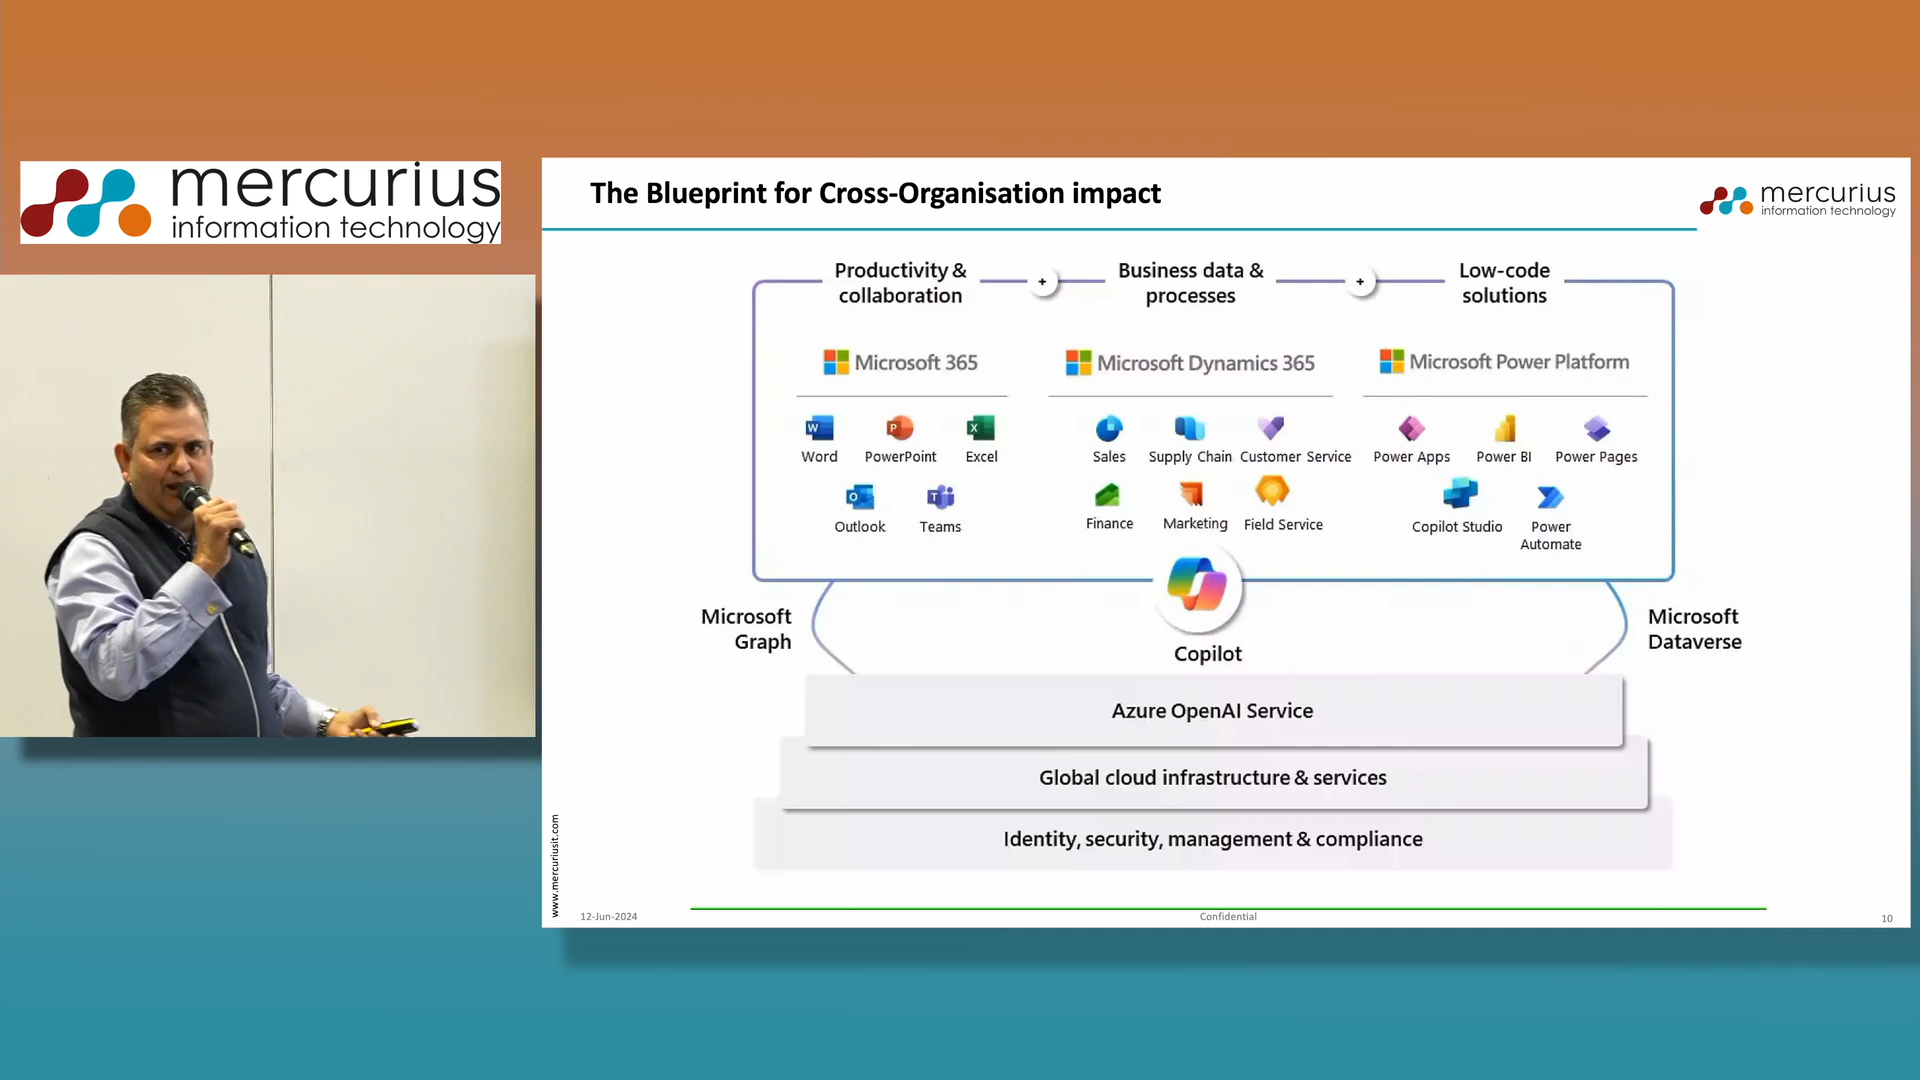 mercurius
information technology
The Blueprint for Cross-Organisation impact
mercurius
information technology
Productivity &
collaboration
+
Business data &
processes
+
Low-code
solutions
Microsoft 365
Microsoft Dynamics 365
Microsoft Power Platform
Word
PowerPoint
Excel
Outlook
Teams
Sales
Supply Chain
Customer Service
Finance
Marketing
Field Service
Power Apps
Power BI
Power Pages
Copilot Studio
Power
Automate
Microsoft
Graph
Copilot
Microsoft
Dataverse
Azure OpenAI Service
Global cloud infrastructure & services
Identity, security, management & compliance
www.mercuriusit.com
12-Jun-2024
Confidential
10